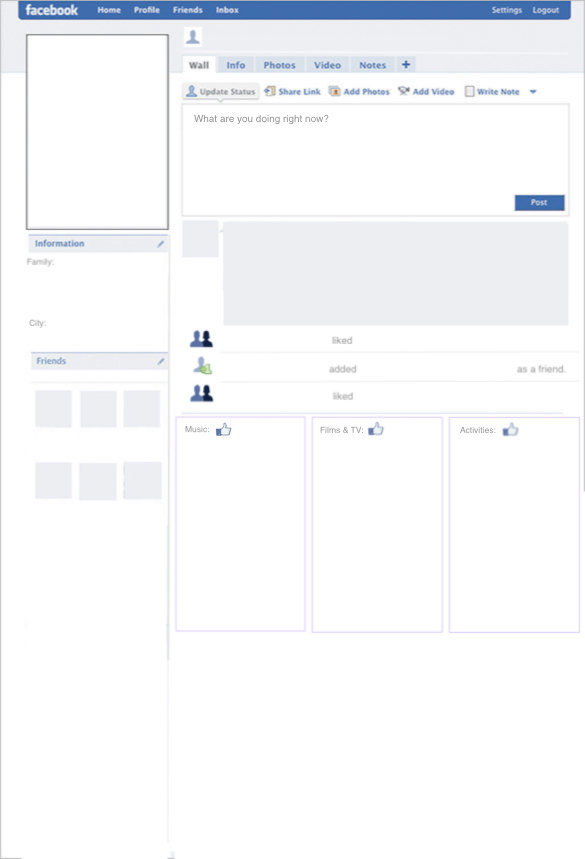 facebook Home Profile Friends Inbox Settings Logout
Wall Info Photos Video Notes +
Update Status Share Link Add Photos Add Video Write Note
What are you doing right now?
Post
Information
Family:
City:
Friends
liked
added as a friend.
liked
Music: Films & TV: Activities: